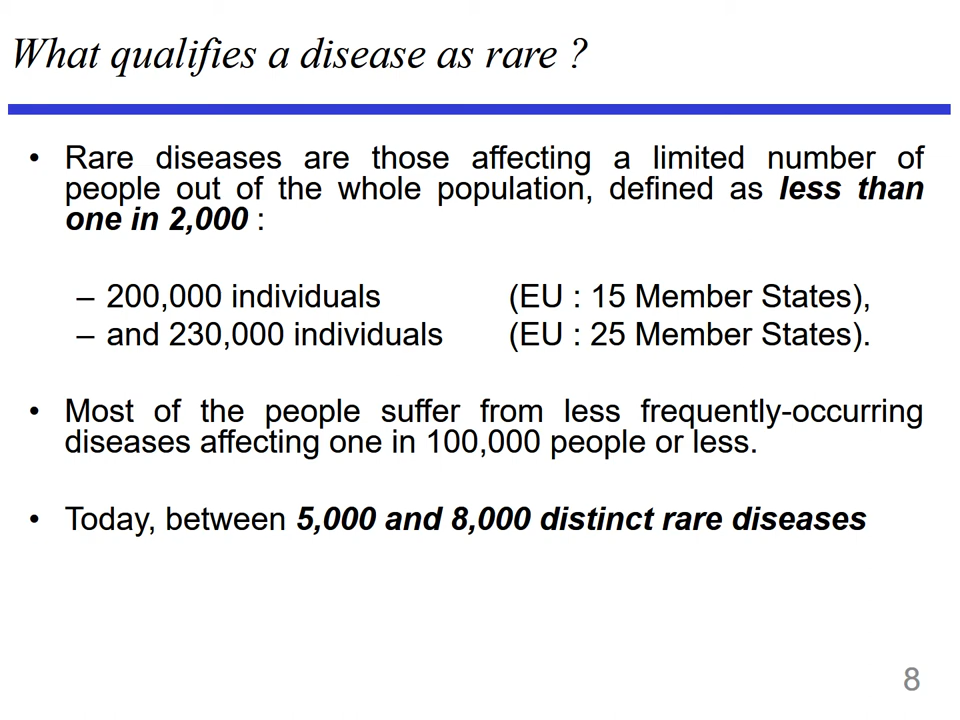 What qualifies a disease as rare ?
• Rare diseases are those affecting a limited number of
people out of the whole population, defined as less than
one in 2,000 :
– 200,000 individuals (EU : 15 Member States),
– and 230,000 individuals (EU : 25 Member States).
• Most of the people suffer from less frequently-occurring
diseases affecting one in 100,000 people or less.
• Today, between 5,000 and 8,000 distinct rare diseases
8